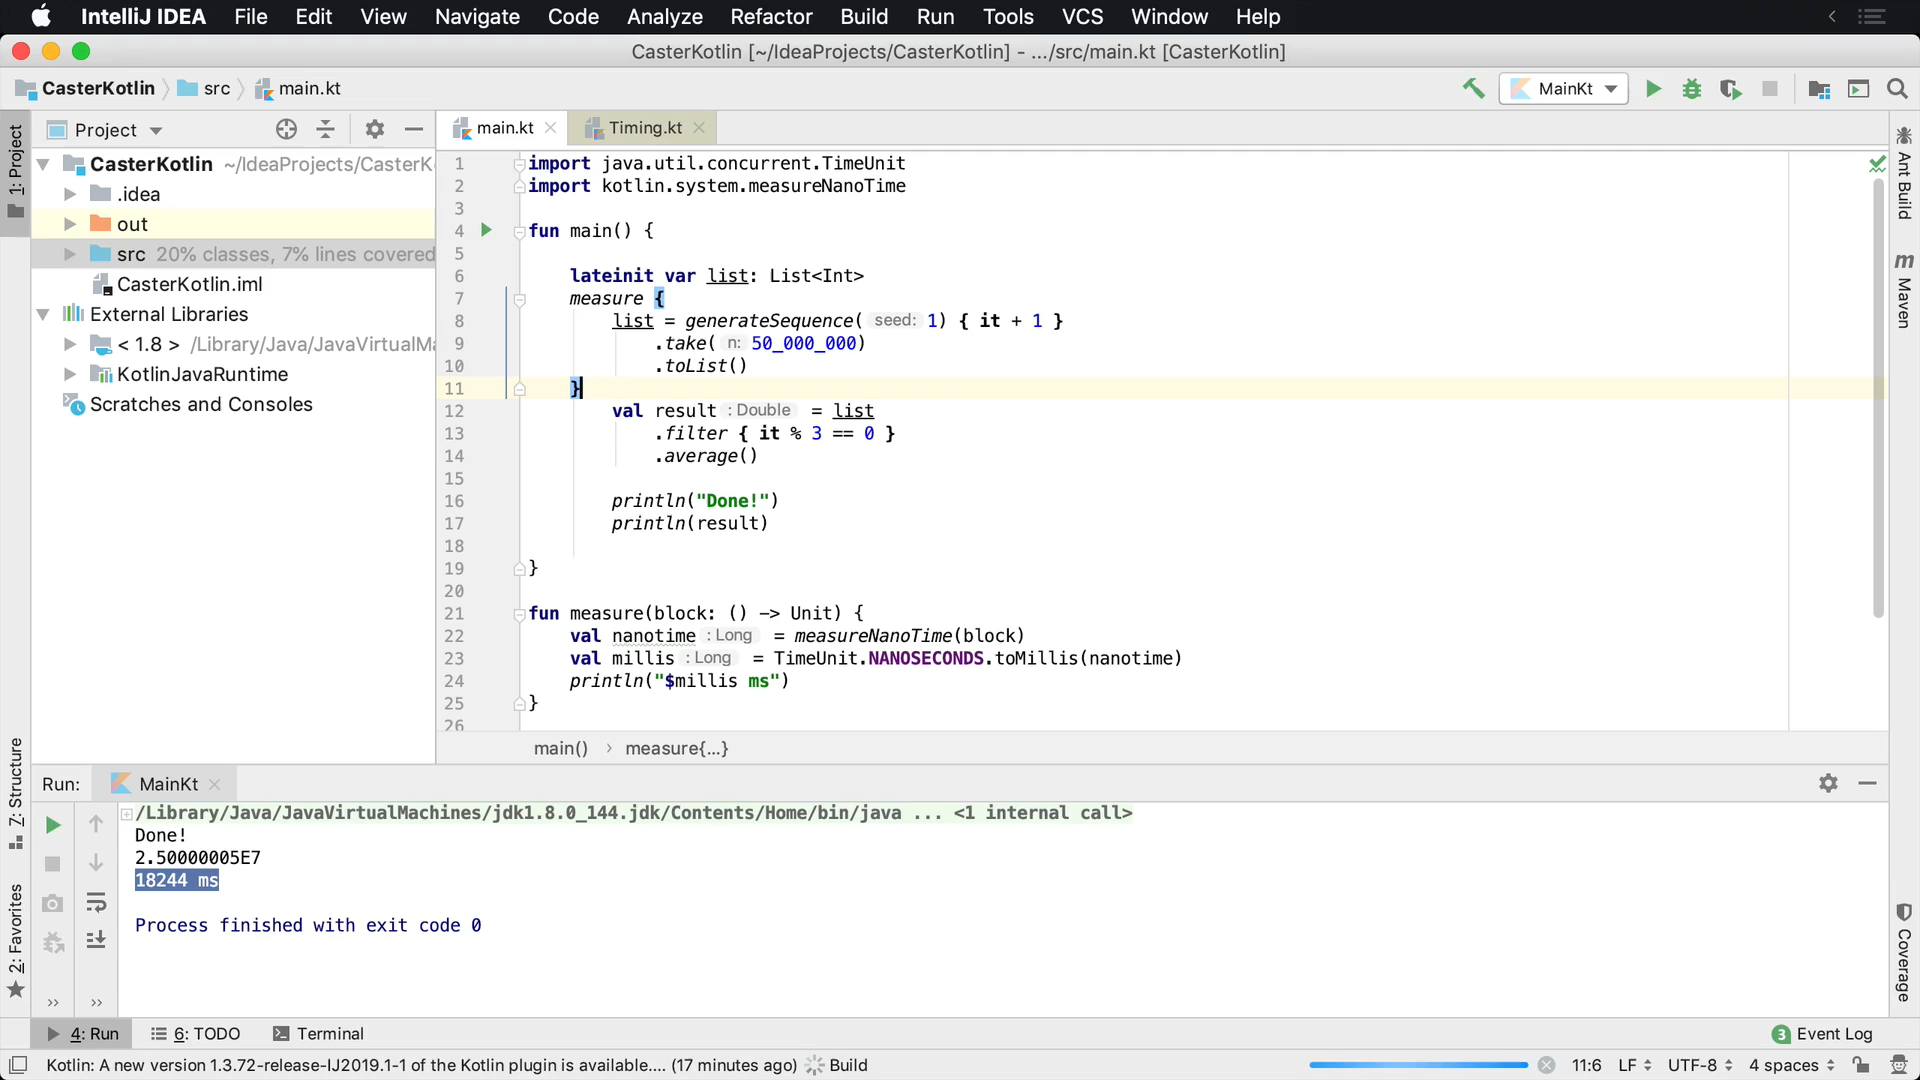 IntelliJ IDEA File Edit View Navigate Code Analyze Refactor Build Run Tools VCS Window Help
CasterKotlin [~/IdeaProjects/CasterKotlin] - .../src/main.kt [CasterKotlin]
CasterKotlin src main.kt MainKt
1: Project
Project
CasterKotlin ~/IdeaProjects/CasterK
.idea
out
src 20% classes, 7% lines covered
CasterKotlin.iml
External Libraries
< 1.8 > /Library/Java/JavaVirtualMa
KotlinJavaRuntime
Scratches and Consoles
main.kt Timing.kt
1 import java.util.concurrent.TimeUnit
2 import kotlin.system.measureNanoTime
3
4 fun main() {
5
6 lateinit var list: List<Int>
7 measure {
8 list = generateSequence( seed: 1) { it + 1 }
9 .take( n: 50_000_000)
10 .toList()
11 }
12 val result : Double = list
13 .filter { it % 3 == 0 }
14 .average()
15
16 println("Done!")
17 println(result)
18
19 }
20
21 fun measure(block: () -> Unit) {
22 val nanotime : Long = measureNanoTime(block)
23 val millis : Long = TimeUnit.NANOSECONDS.toMillis(nanotime)
24 println("$millis ms")
25 }
26
main() › measure{...}
Ant Build
m Maven
Coverage
Z: Structure
2: Favorites
Run: MainKt
/Library/Java/JavaVirtualMachines/jdk1.8.0_144.jdk/Contents/Home/bin/java ... <1 internal call>
Done!
2.50000005E7
18244 ms
Process finished with exit code 0
4: Run 6: TODO Terminal 3 Event Log
Kotlin: A new version 1.3.72-release-IJ2019.1-1 of the Kotlin plugin is available.... (17 minutes ago) Build 11:6 LF UTF-8 4 spaces